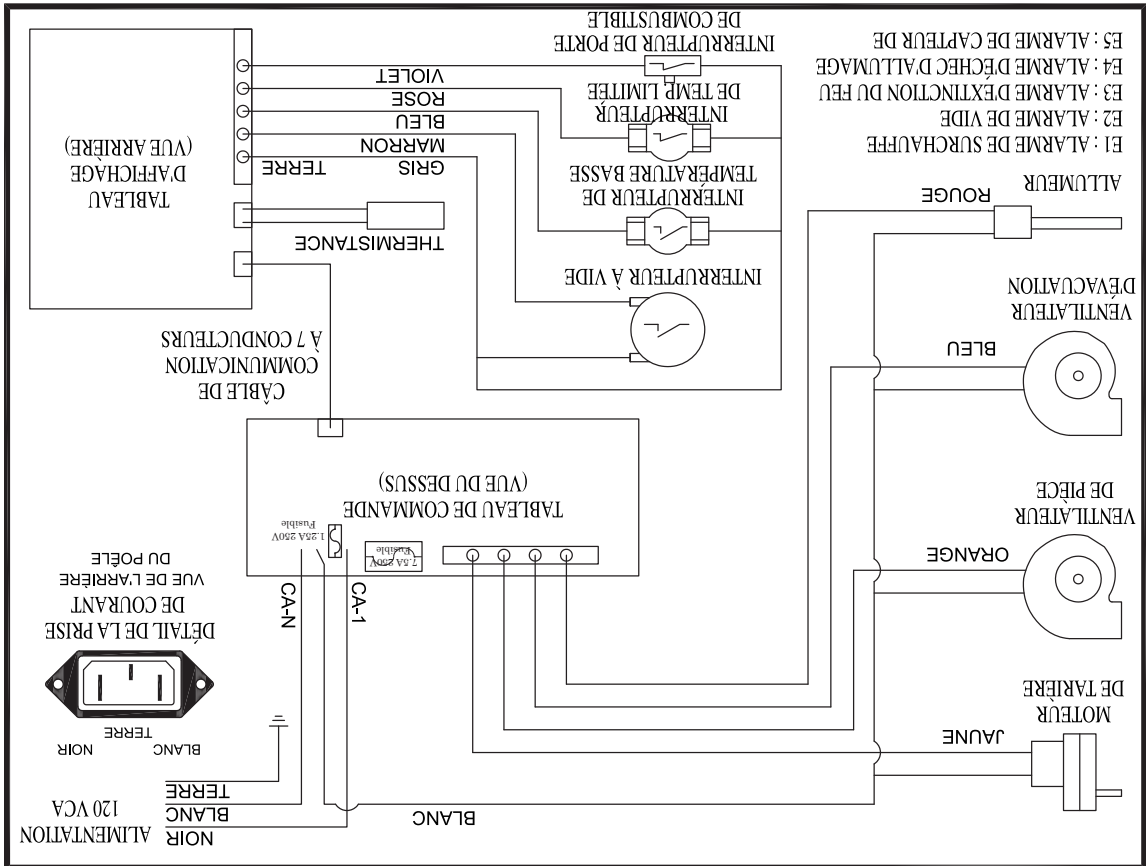 MOTEUR
DE TARIÈRE
JAUNE
BLANC
NOIR
BLANC
TERRE
ALIMENTATION
120 VCA
VENTILATEUR
DE PIÈCE
ORANGE
CA-1
CA-N
BLANC
NOIR
TERRE
DÉTAIL DE LA PRISE
DE COURANT
VUE DE L'ARRIÈRE
DU POÊLE
7.5A 250V
Fusible
1.25A 250V
Fusible
TABLEAU DE COMMANDE
(VUE DU DESSUS)
VENTILATEUR
D'ÉVACUATION
BLEU
CÂBLE DE
COMMUNICATION
À 7 CONDUCTEURS
INTERRUPTEUR À VIDE
ALLUMEUR
ROUGE
INTERRUPTEUR DE
TEMPÉRATURE BASSE
THERMISTANCE
TABLEAU
D'AFFICHAGE
(VUE ARRIÈRE)
GRIS
TERRE
MARRON
BLEU
ROSE
VIOLET
INTERRUPTEUR
DE TEMP LIMITÉE
INTERRUPTEUR DE PORTE
DE COMBUSTIBLE
E1 : ALARME DE SURCHAUFFE
E2 : ALARME DE VIDE
E3 : ALARME D'EXTINCTION DU FEU
E4 : ALARME D'ÉCHEC D'ALLUMAGE
E5 : ALARME DE CAPTEUR DE